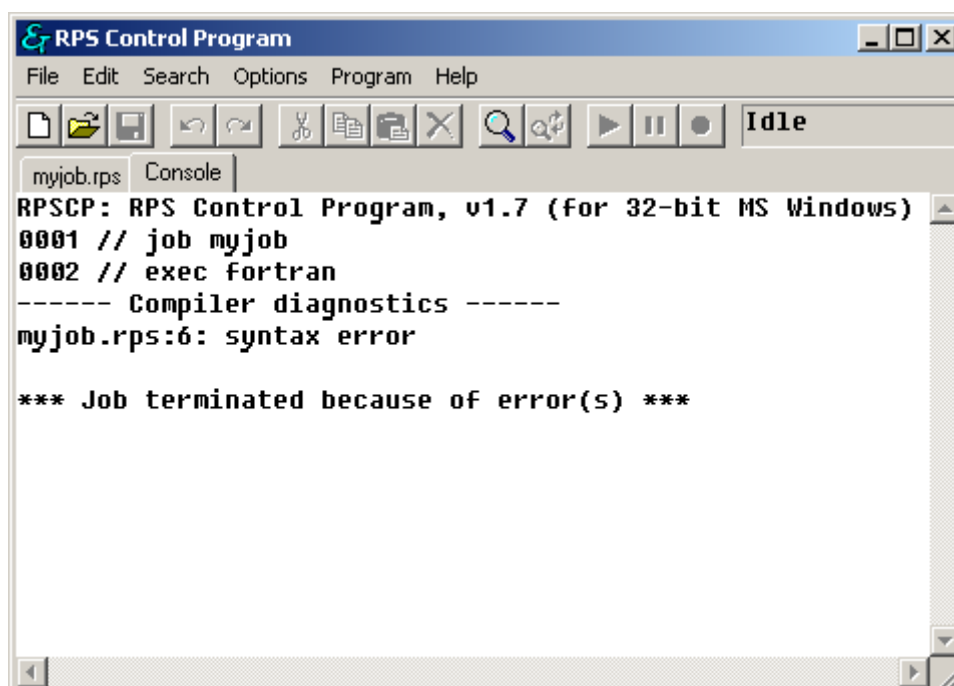 RPS Control Program
File Edit Search Options Program Help
Idle
myjob.rps Console
RPSCP: RPS Control Program, v1.7 (for 32-bit MS Windows)
0001 // job myjob
0002 // exec fortran
------ Compiler diagnostics ------
myjob.rps:6: syntax error
*** Job terminated because of error(s) ***